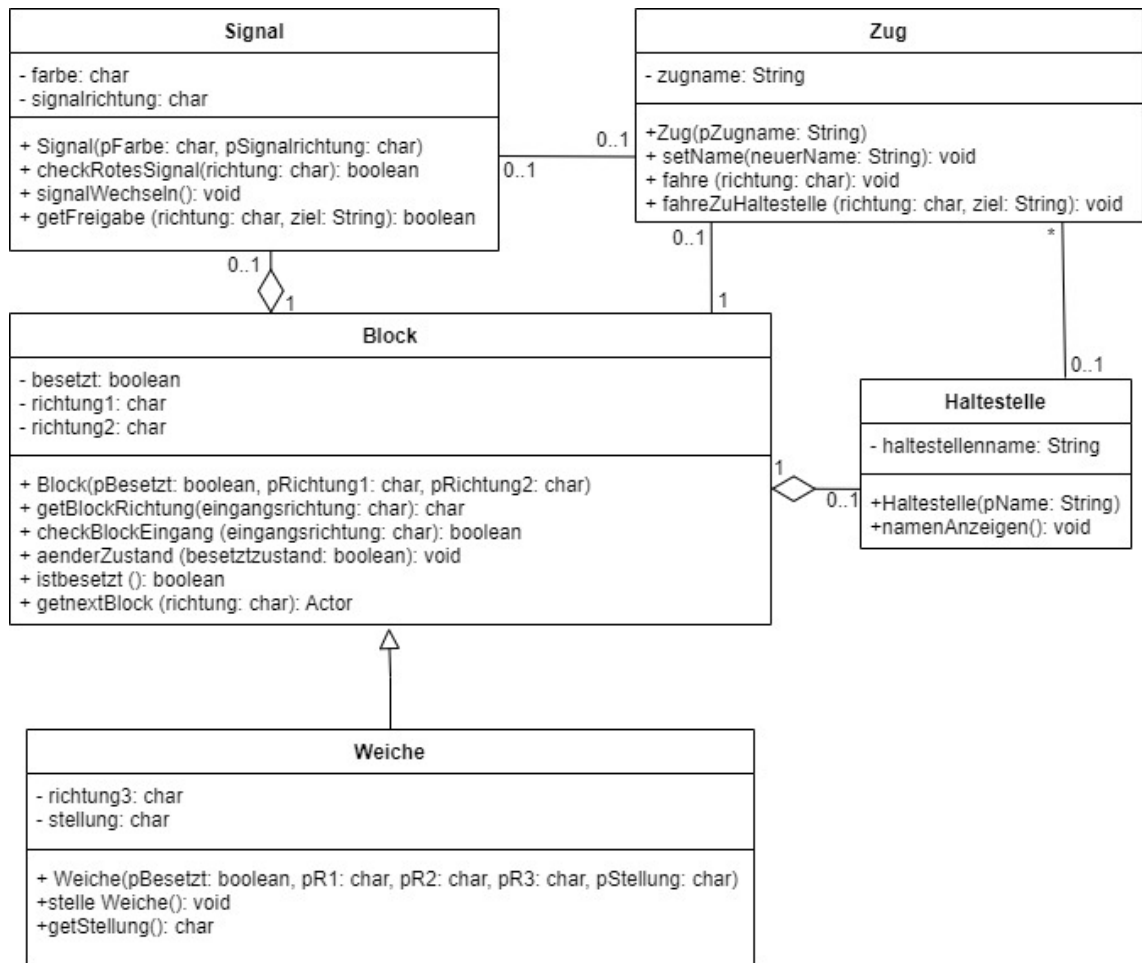 Signal
- farbe: char
- signalrichtung: char
+ Signal(pFarbe: char, pSignalrichtung: char)
+ checkRotesSignal(richtung: char): boolean
+ signalWechseln(): void
+ getFreigabe (richtung: char, ziel: String): boolean
0..1
0..1
Zug
- zugname: String
+Zug(pZugname: String)
+ setName(neuerName: String): void
+ fahre (richtung: char): void
+ fahreZuHaltestelle (richtung: char, ziel: String): void
0..1
1
0..1
1
*
0..1
Block
- besetzt: boolean
- richtung1: char
- richtung2: char
+ Block(pBesetzt: boolean, pRichtung1: char, pRichtung2: char)
+ getBlockRichtung(eingangsrichtung: char): char
+ checkBlockEingang (eingangsrichtung: char): boolean
+ aenderZustand (besetztzustand: boolean): void
+ istbesetzt (): boolean
+ getnextBlock (richtung: char): Actor
1
0..1
Haltestelle
- haltestellenname: String
+Haltestelle(pName: String)
+namenAnzeigen(): void
Weiche
- richtung3: char
- stellung: char
+ Weiche(pBesetzt: boolean, pR1: char, pR2: char, pR3: char, pStellung: char)
+stelle Weiche(): void
+getStellung(): char